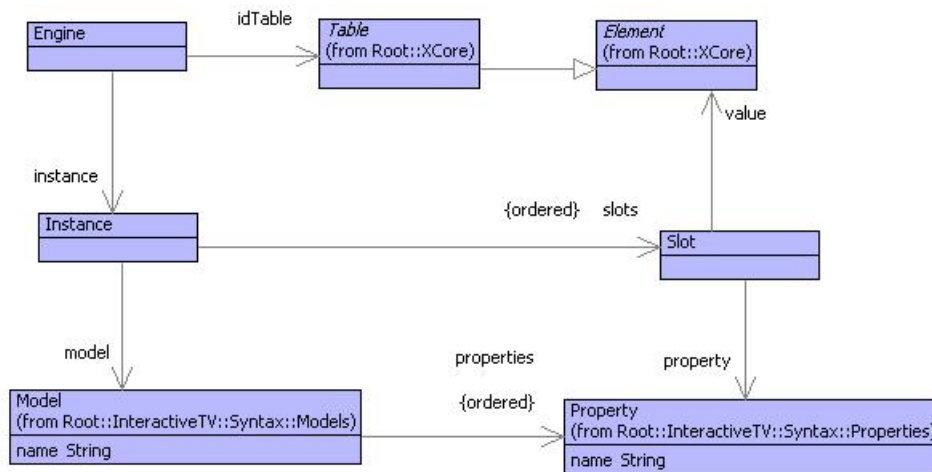 idTable
Engine
Table
(from Root::XCore)
Element
(from Root::XCore)
value
instance
{ordered} slots
Instance
Slot
model
properties
property
{ordered}
Model
(from Root::InteractiveTV::Syntax::Models)
name String
Property
(from Root::InteractiveTV::Syntax::Properties)
name String